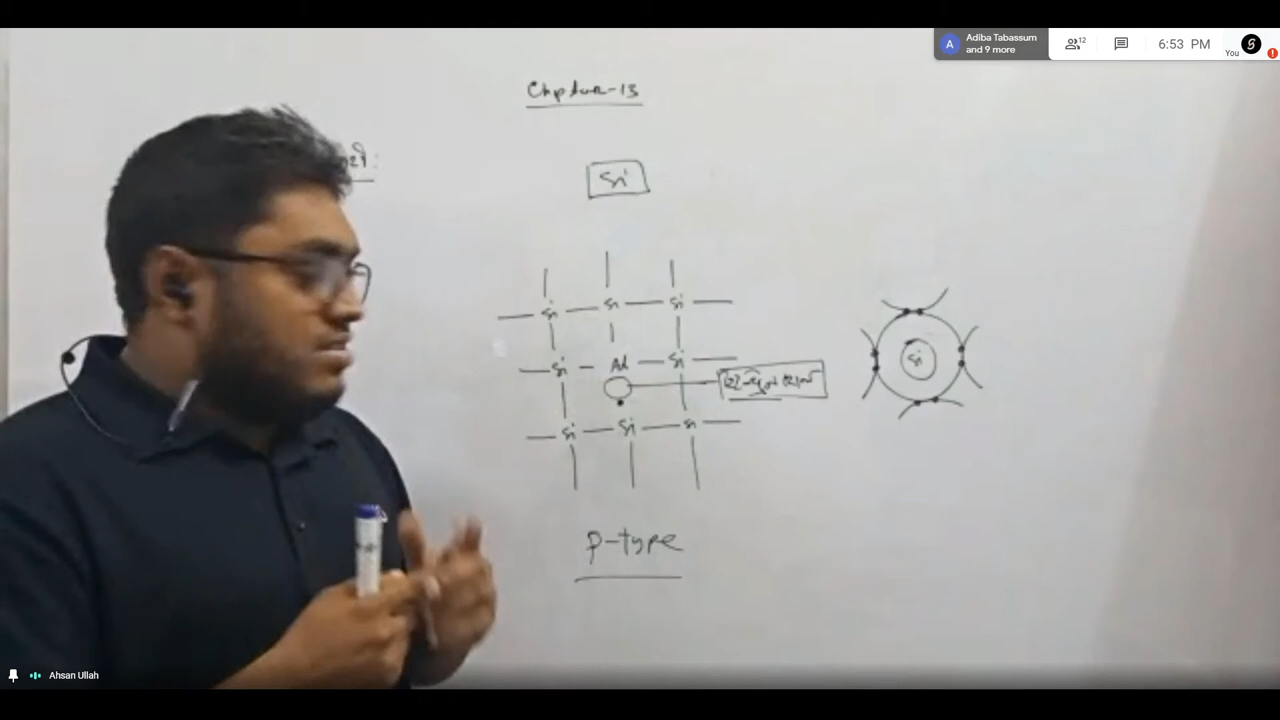 Adiba Tabassum
and 9 more
12
6:53 PM
You
Chapter-13
Si
Si Si Si
Si Al Si
Si Si Si
Si
P-type
Ahsan Ullah